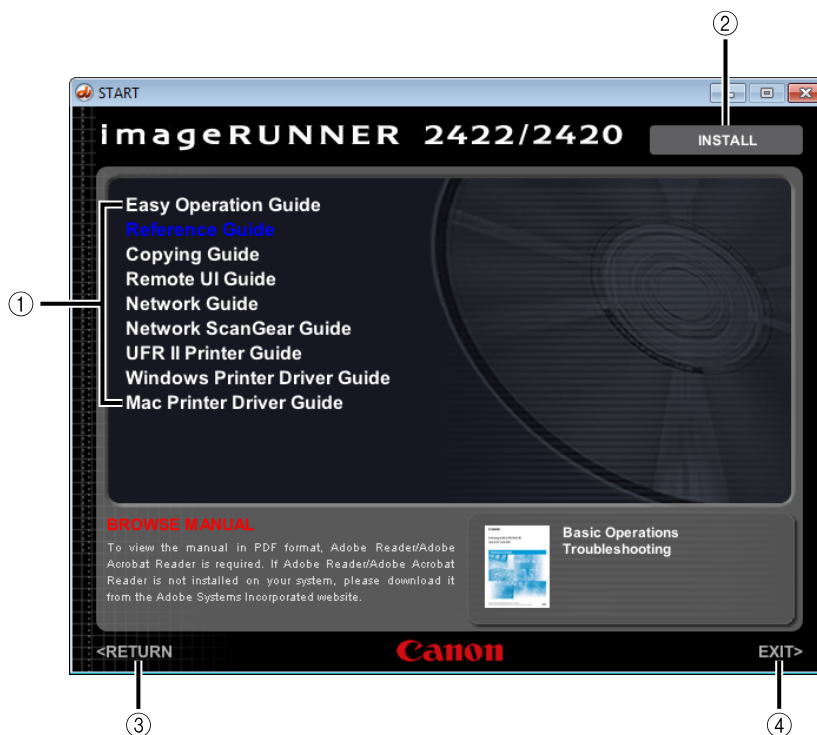 ②
START
imageRUNNER 2422/2420
INSTALL
①
Easy Operation Guide
Reference Guide
Copying Guide
Remote UI Guide
Network Guide
Network ScanGear Guide
UFR II Printer Guide
Windows Printer Driver Guide
Mac Printer Driver Guide
BROWSE MANUAL
To view the manual in PDF format, Adobe Reader/Adobe
Acrobat Reader is required. If Adobe Reader/Adobe Acrobat
Reader is not installed on your system, please download it
from the Adobe Systems Incorporated website.
Basic Operations
Troubleshooting
<RETURN
Canon
EXIT>
③
④